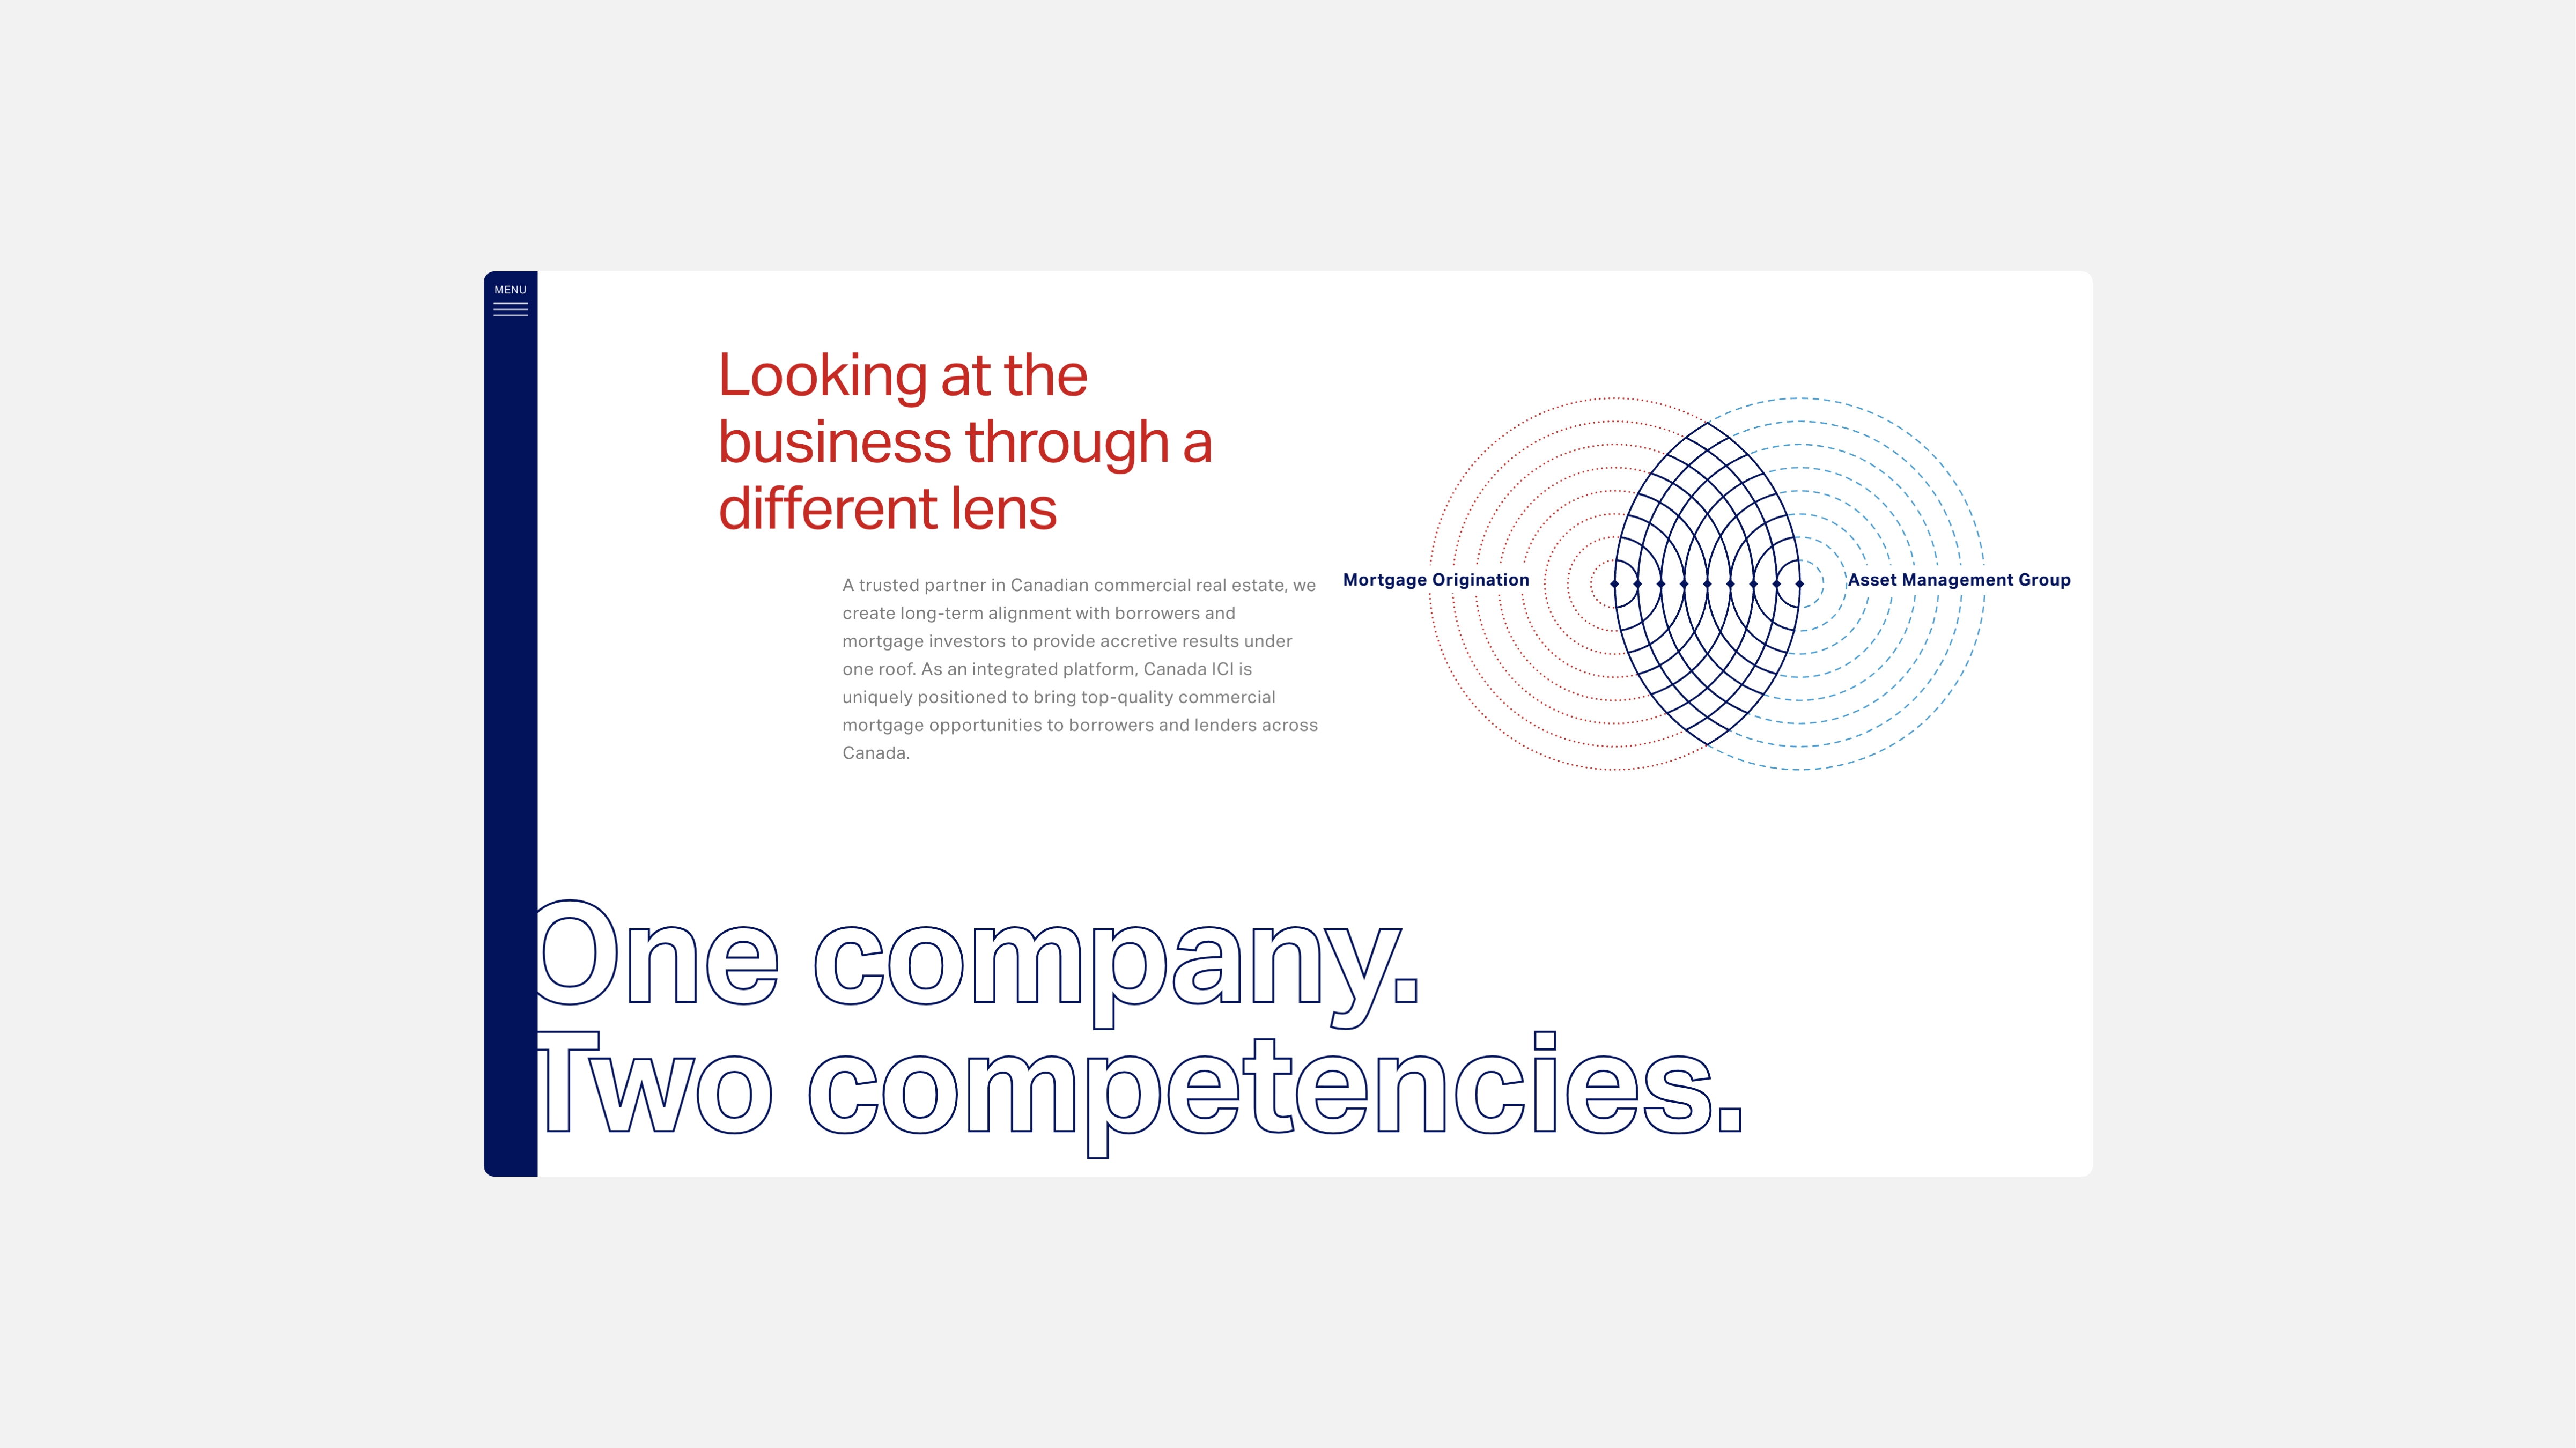 MENU
Looking at the
business through a
different lens
A trusted partner in Canadian commercial real estate, we
create long-term alignment with borrowers and
mortgage investors to provide accretive results under
one roof. As an integrated platform, Canada ICI is
uniquely positioned to bring top-quality commercial
mortgage opportunities to borrowers and lenders across
Canada.
Mortgage Origination
Asset Management Group
One company.
Two competencies.